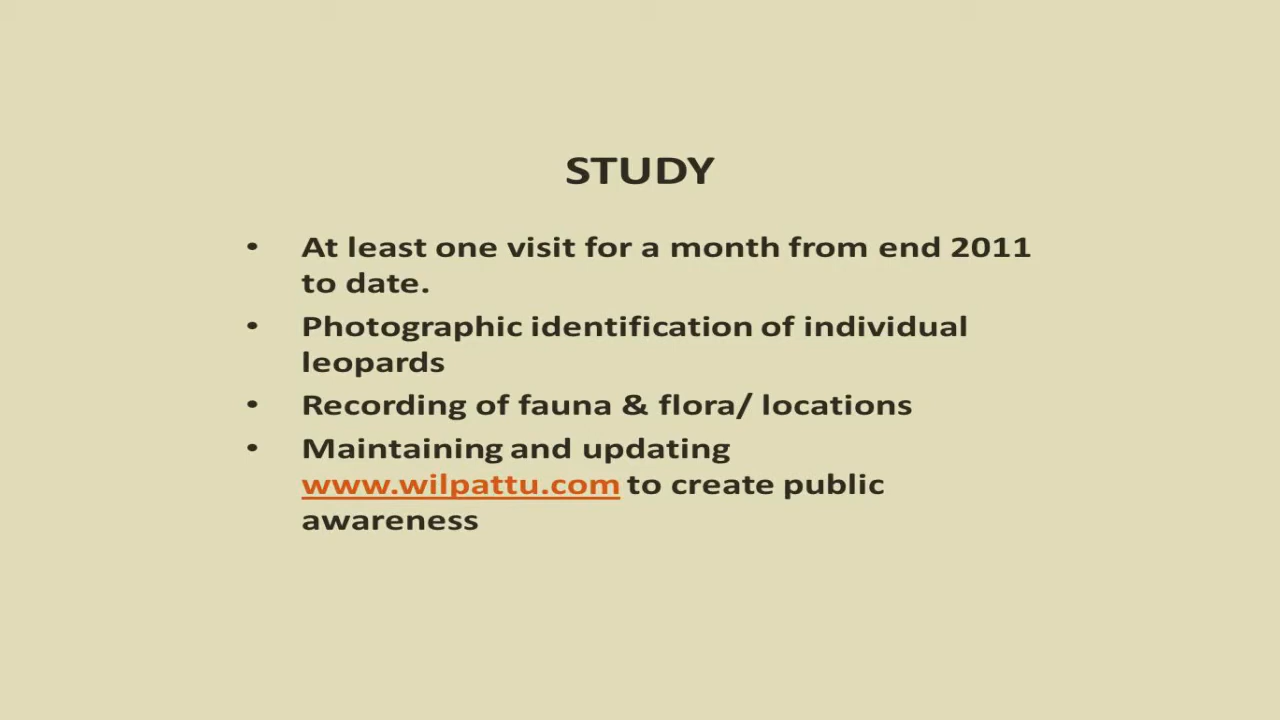 STUDY
• At least one visit for a month from end 2011
to date.
• Photographic identification of individual
leopards
• Recording of fauna & flora/ locations
• Maintaining and updating
www.wilpattu.com to create public
awareness